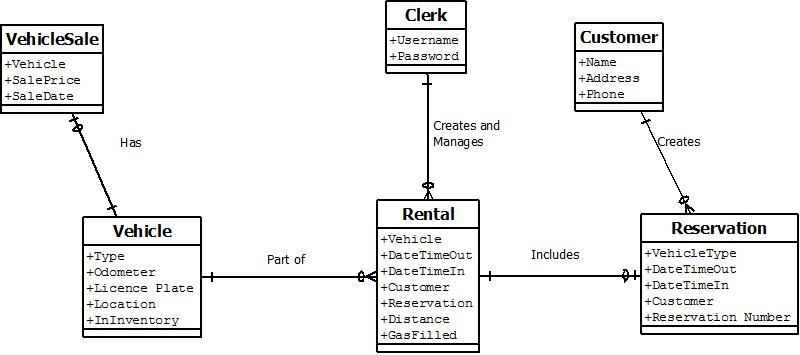 VehicleSale
+Vehicle
+SalePrice
+SaleDate
Clerk
+Username
+Password
Customer
+Name
+Address
+Phone
Has
Creates and
Manages
Creates
Vehicle
+Type
+Odometer
+Licence Plate
+Location
+InInventory
Part of
Rental
+Vehicle
+DateTimeOut
+DateTimeIn
+Customer
+Reservation
+Distance
+GasFilled
Includes
Reservation
+VehicleType
+DateTimeOut
+DateTimeIn
+Customer
+Reservation Number